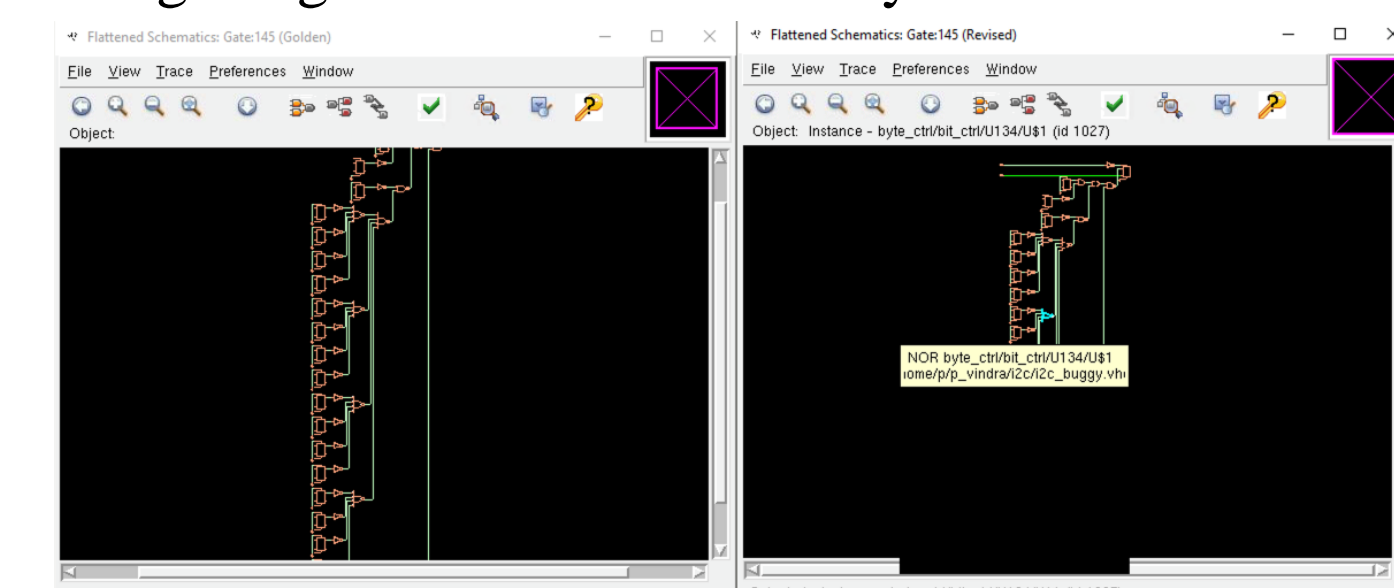 Flattened Schematics: Gate:145 (Golden)
File View Trace Preferences Window
Object:
Flattened Schematics: Gate:145 (Revised)
File View Trace Preferences Window
Object: Instance - byte_ctrl/bit_ctrl/U134/U$1 (id 1027)
NOR byte_ctrl/bit_ctrl/U134/U$1
ome/p/p_vindra/i2c/i2c_buggy.vh